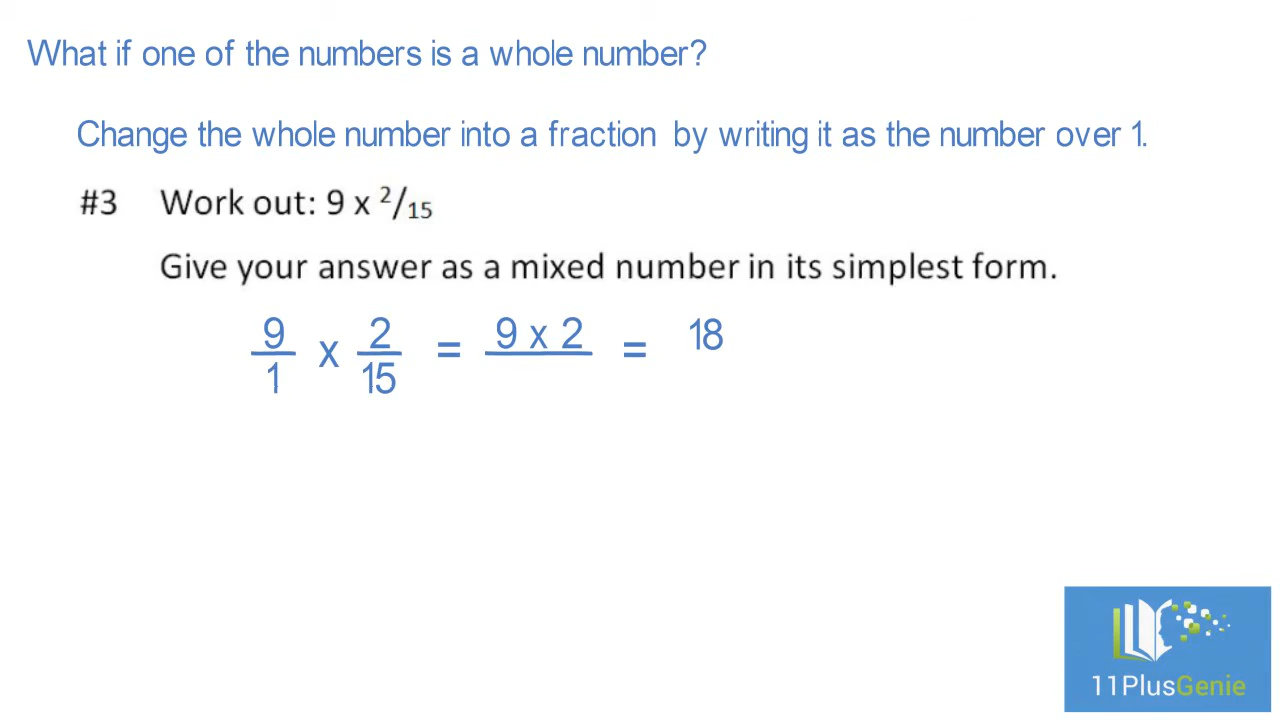 What if one of the numbers is a whole number?
Change the whole number into a fraction by writing it as the number over 1.
#3 Work out: 9 x ²/₁₅
Give your answer as a mixed number in its simplest form.
9 2 9 x 2 18
x = =
1 15
11PlusGenie